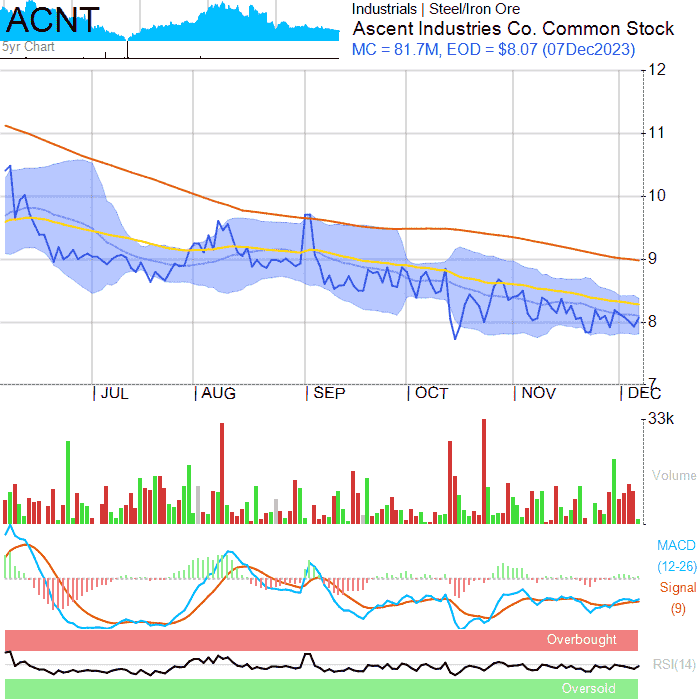 ACNT
5yr Chart
Industrials | Steel/Iron Ore
Ascent Industries Co. Common Stock
MC = 81.7M, EOD = $8.07 (07Dec2023)
12
11
10
9
8
7
JUL AUG SEP OCT NOV DEC
33k
Volume
MACD
(12-26)
Signal
(9)
Overbought
RSI(14)
Oversold